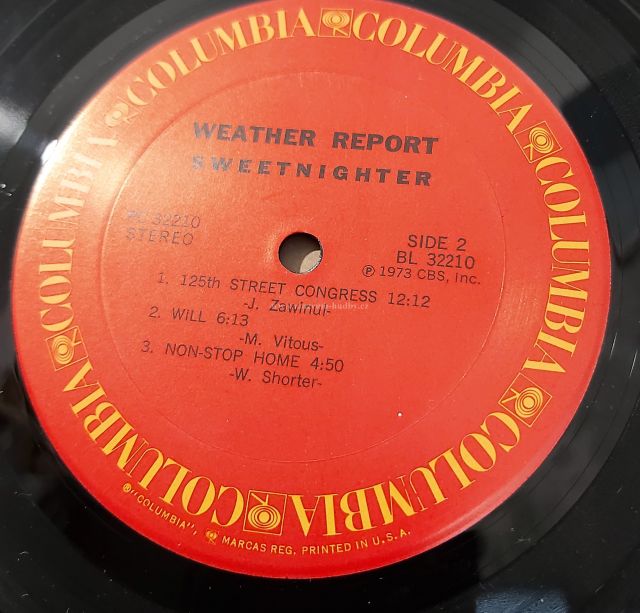 COLUMBIA COLUMBIA COLUMBIA COLUMBIA COLUMBIA COLUMBIA COLUMBIA COLUMBIA
WEATHER REPORT
SWEETNIGHTER
32210
STEREO
SIDE 2
BL 32210
℗ 1973 CBS, Inc.
1. 125th STREET CONGRESS 12:12
-J. Zawinul-
2. WILL 6:13
-M. Vitous-
3. NON-STOP HOME 4:50
-W. Shorter-
®"COLUMBIA", MARCAS REG. PRINTED IN U.S.A.